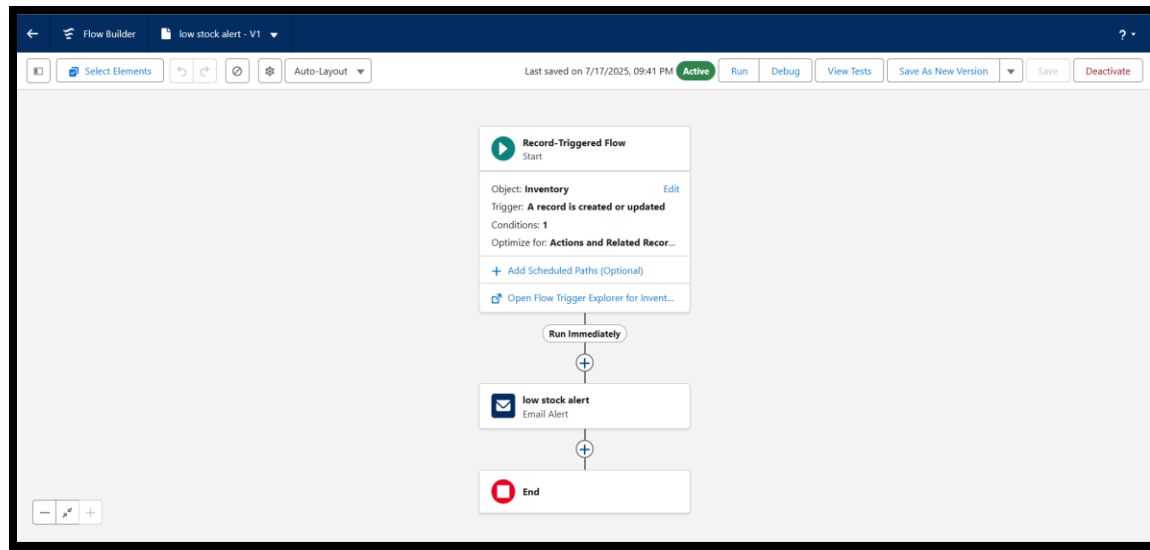 Flow Builder
low stock alert - V1
?
Select Elements
Auto-Layout
Last saved on 7/17/2025, 09:41 PM
Active
Run
Debug
View Tests
Save As New Version
Save
Deactivate
Record-Triggered Flow
Start
Object: Inventory
Edit
Trigger: A record is created or updated
Conditions: 1
Optimize for: Actions and Related Recor...
+ Add Scheduled Paths (Optional)
Open Flow Trigger Explorer for Invent...
Run Immediately
low stock alert
Email Alert
End